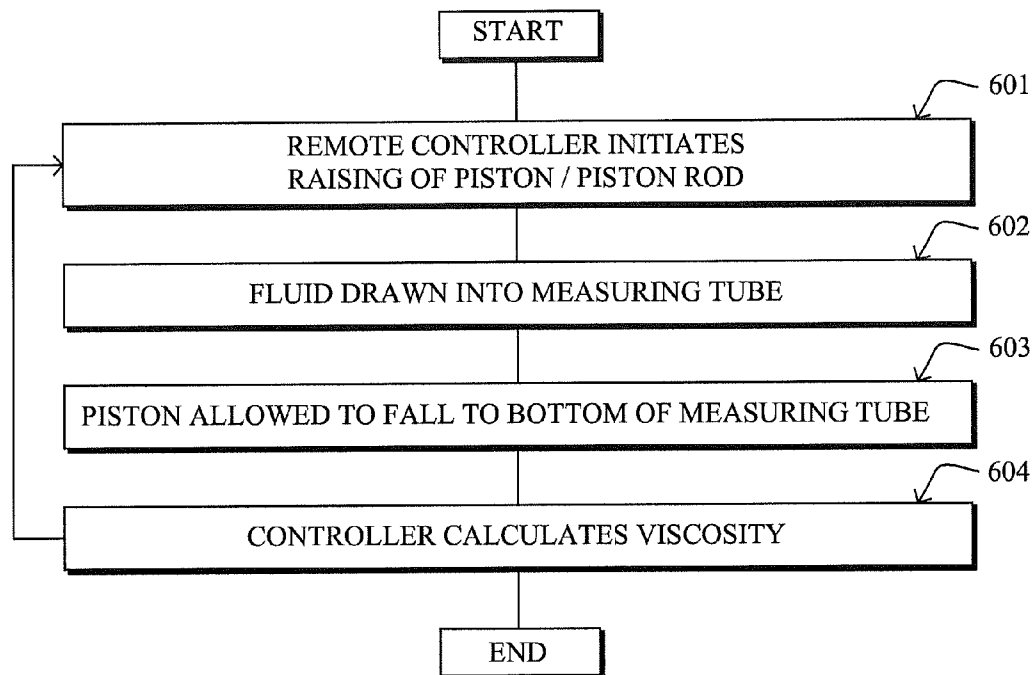 START
601
REMOTE CONTROLLER INITIATES
RAISING OF PISTON / PISTON ROD
602
FLUID DRAWN INTO MEASURING TUBE
603
PISTON ALLOWED TO FALL TO BOTTOM OF MEASURING TUBE
604
CONTROLLER CALCULATES VISCOSITY
END